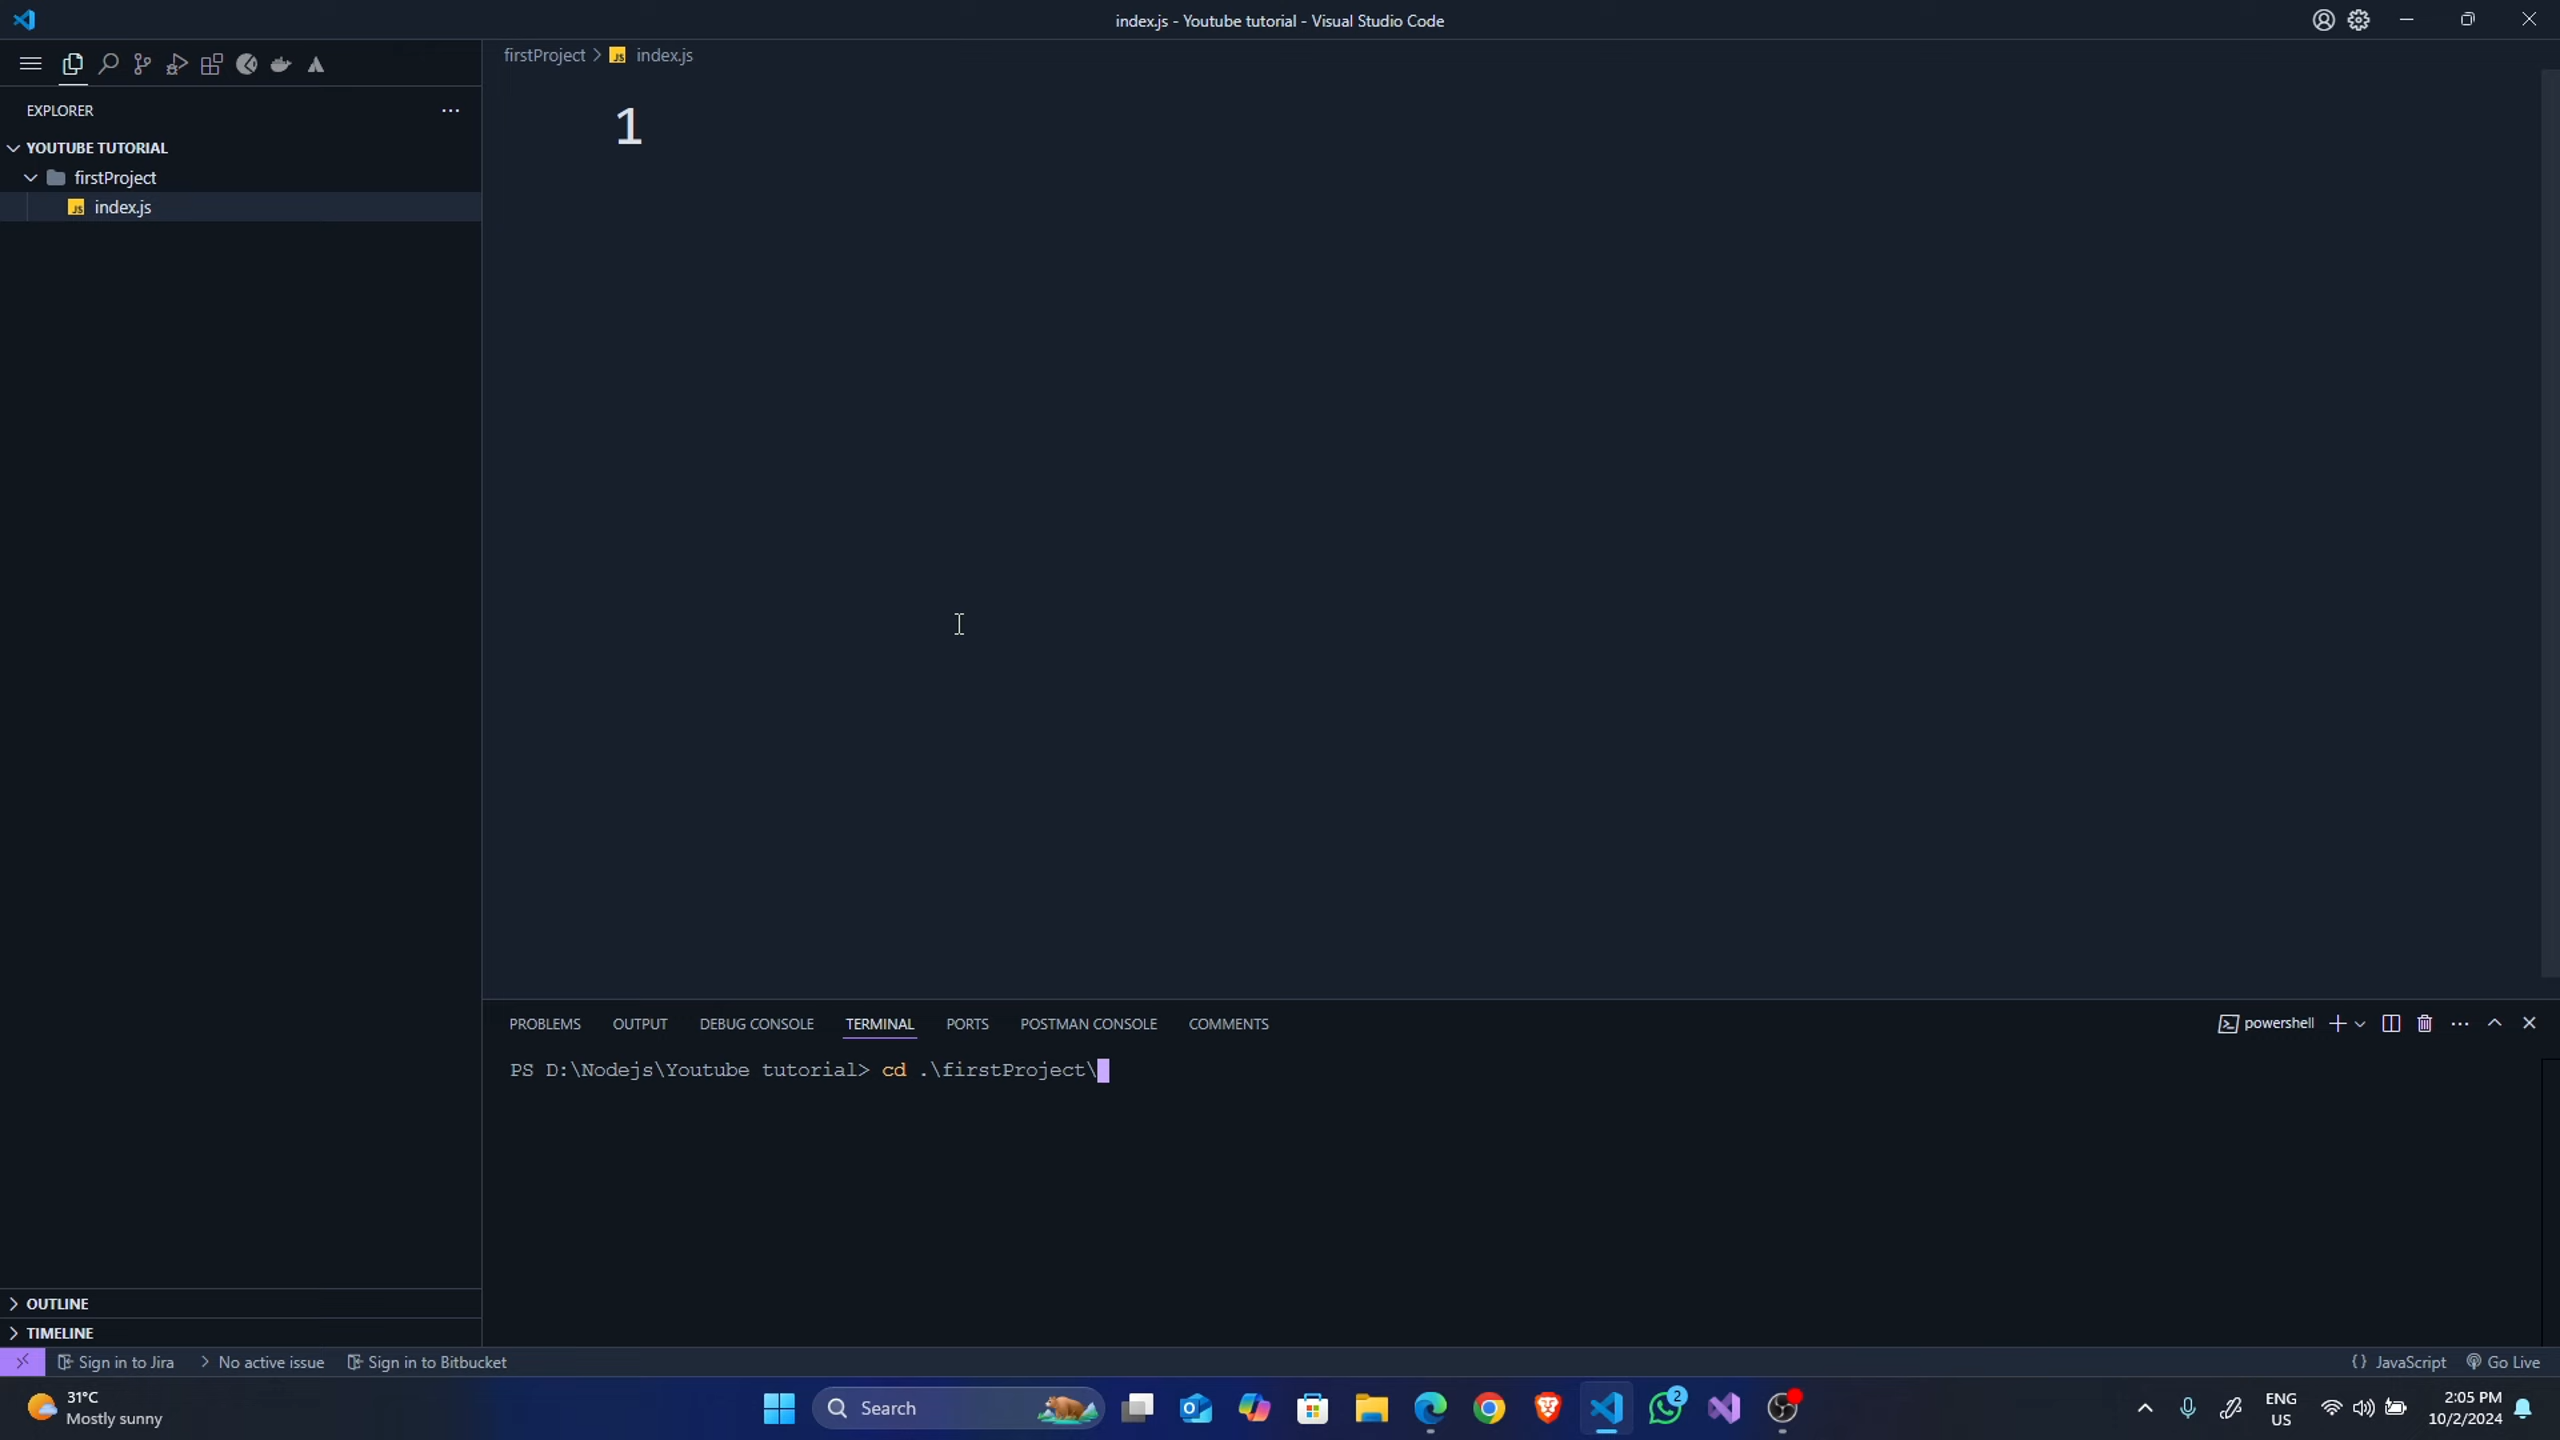 index.js - Youtube tutorial - Visual Studio Code
firstProject > JS index.js
EXPLORER
YOUTUBE TUTORIAL
firstProject
JS index.js
1
PROBLEMS OUTPUT DEBUG CONSOLE TERMINAL PORTS POSTMAN CONSOLE COMMENTS
powershell
PS D:\Nodejs\Youtube tutorial> cd .\firstProject\
OUTLINE
TIMELINE
Sign in to Jira No active issue Sign in to Bitbucket
{} JavaScript Go Live
31°C
Mostly sunny
Search
2
ENG
US
2:05 PM
10/2/2024